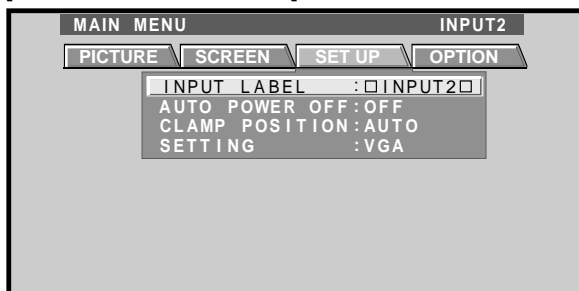 MAIN MENU INPUT2
PICTURE SCREEN SET UP OPTION
INPUT LABEL :□INPUT2□
AUTO POWER OFF:OFF
CLAMP POSITION:AUTO
SETTING :VGA